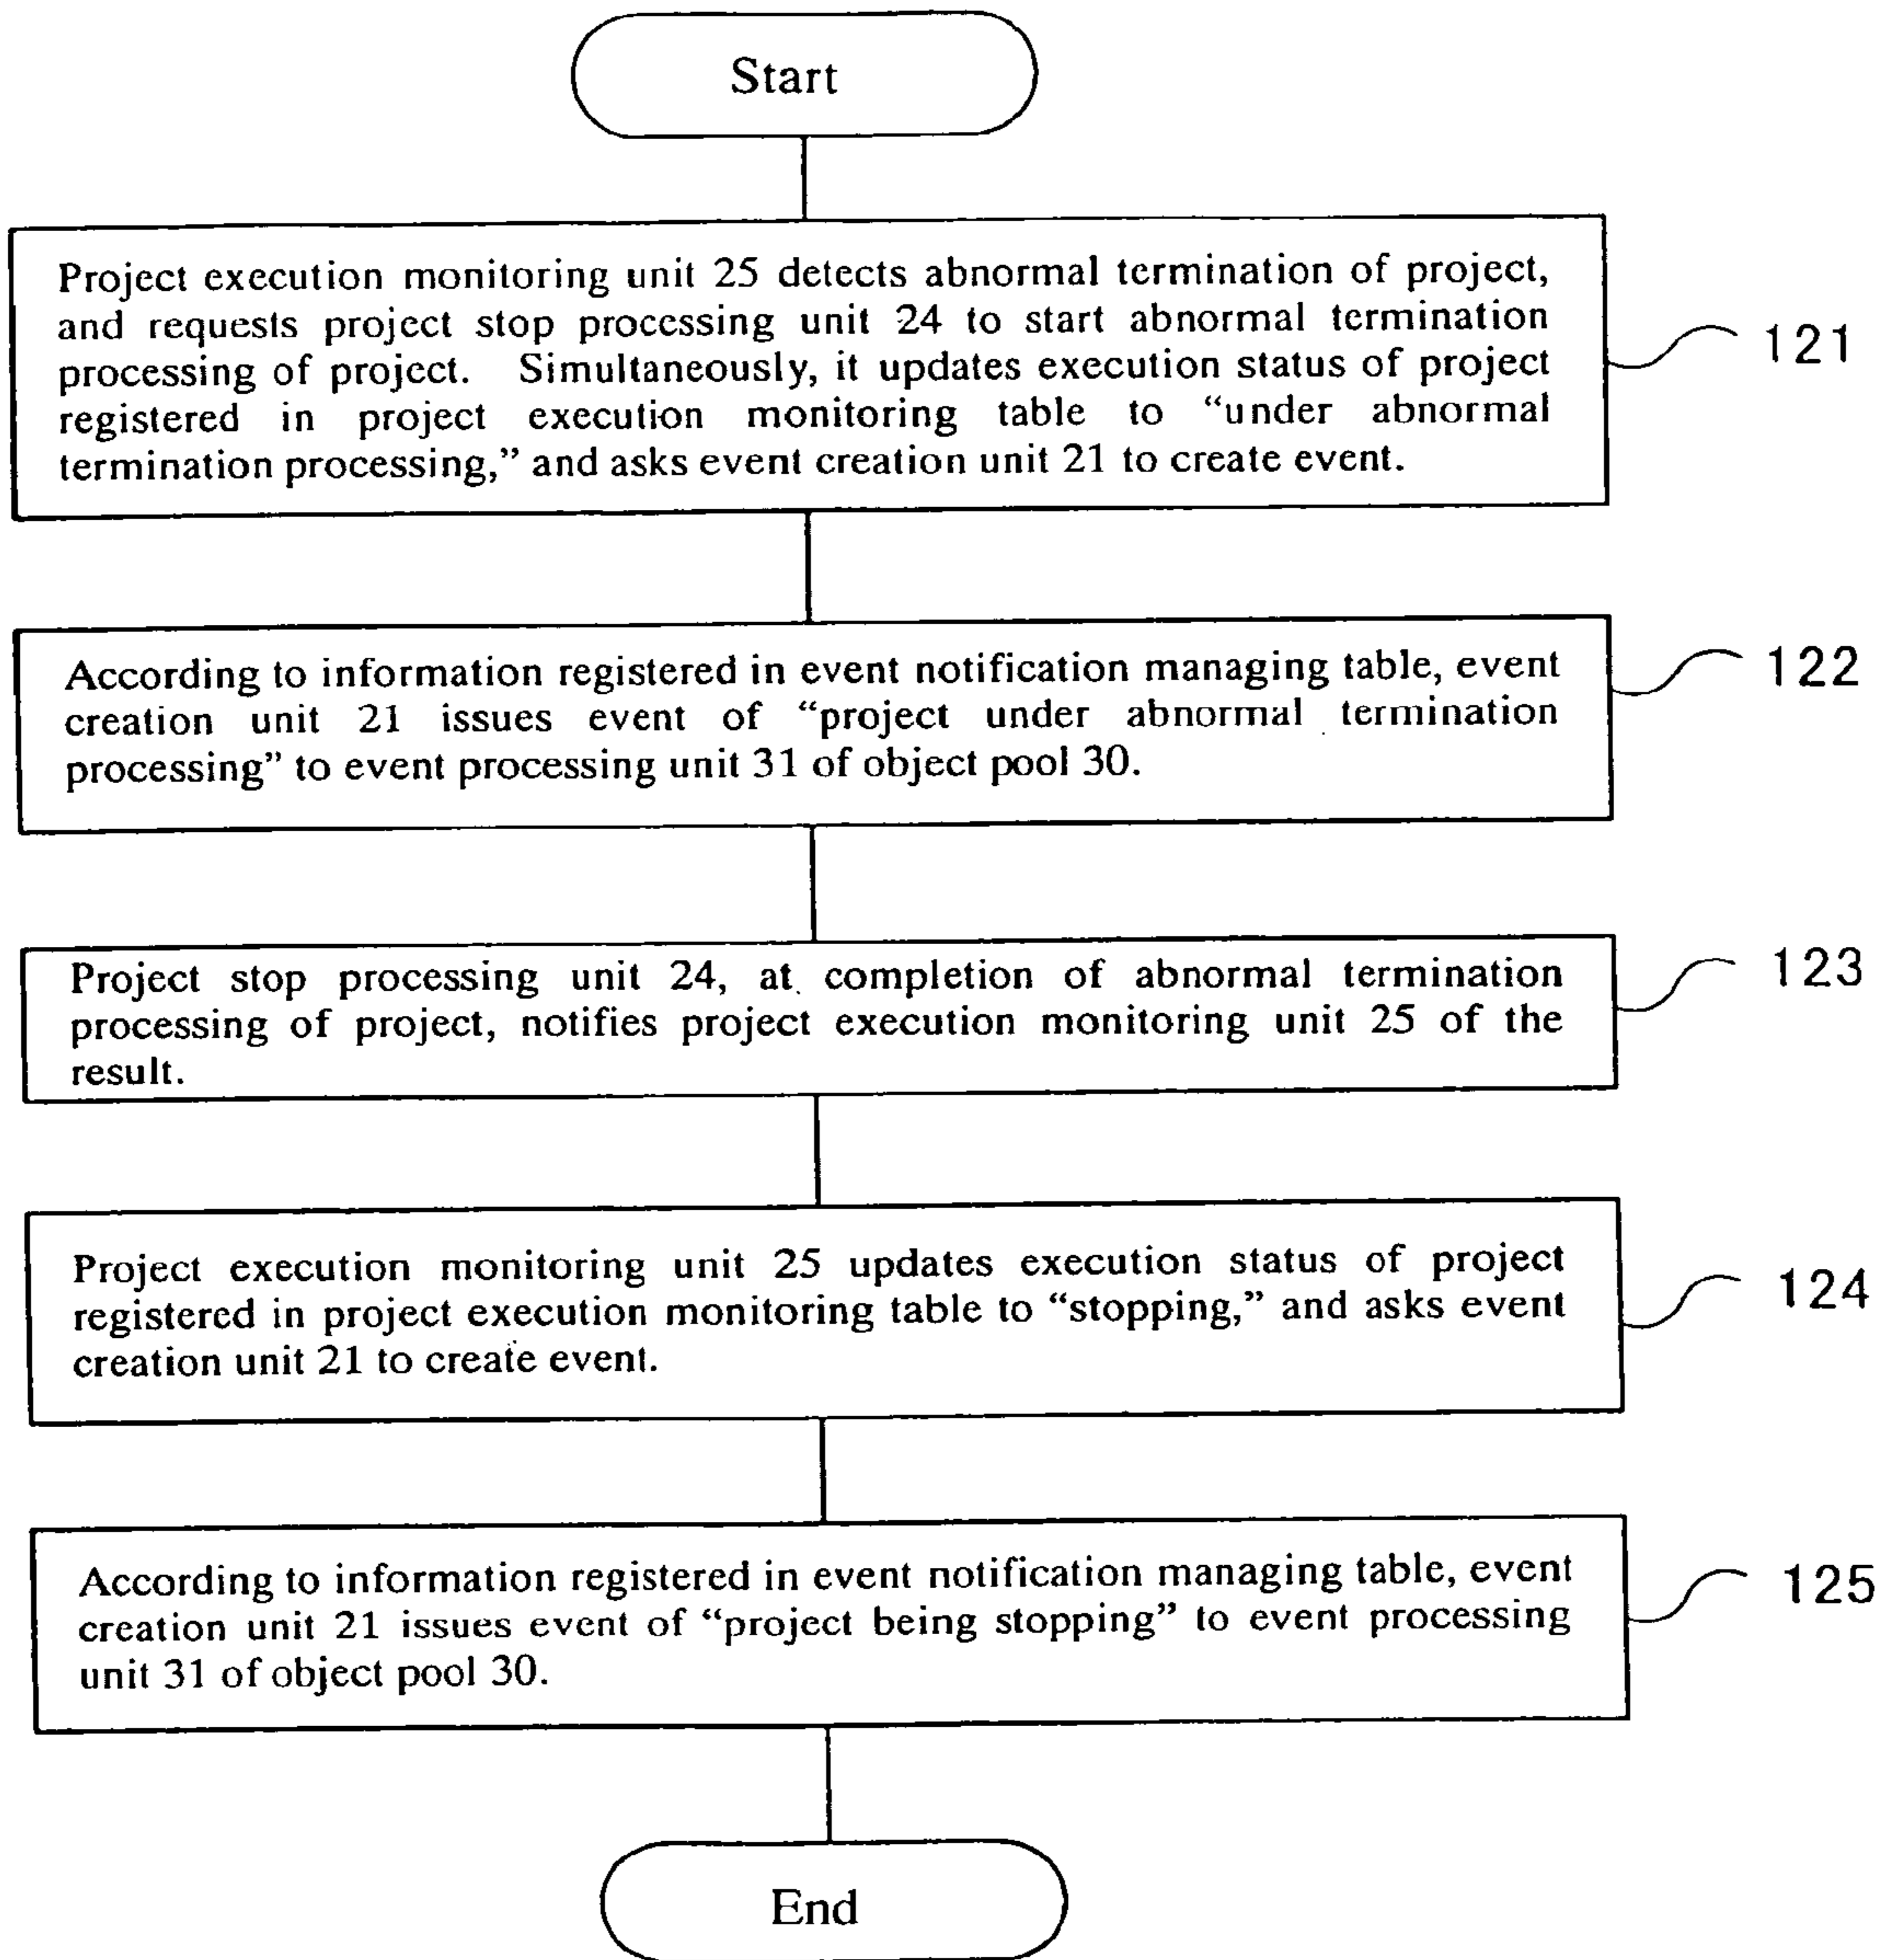 Start
Project execution monitoring unit 25 detects abnormal termination of project,
and requests project stop processing unit 24 to start abnormal termination
processing of project. Simultaneously, it updates execution status of project
registered in project execution monitoring table to “under abnormal
termination processing,” and asks event creation unit 21 to create event.
121
According to information registered in event notification managing table, event
creation unit 21 issues event of “project under abnormal termination
processing” to event processing unit 31 of object pool 30.
122
Project stop processing unit 24, at completion of abnormal termination
processing of project, notifies project execution monitoring unit 25 of the
result.
123
Project execution monitoring unit 25 updates execution status of project
registered in project execution monitoring table to “stopping,” and asks event
creation unit 21 to create event.
124
According to information registered in event notification managing table, event
creation unit 21 issues event of “project being stopping” to event processing
unit 31 of object pool 30.
125
End